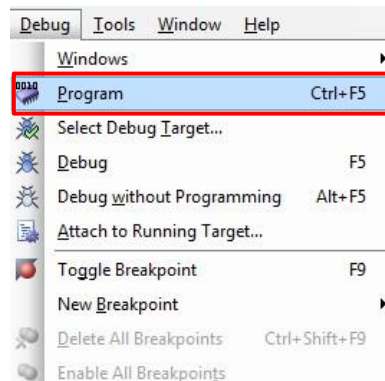 Debug Tools Window Help
Windows
0010
Program Ctrl+F5
Select Debug Target...
Debug F5
Debug without Programming Alt+F5
Attach to Running Target...
Toggle Breakpoint F9
New Breakpoint
Delete All Breakpoints Ctrl+Shift+F9
Enable All Breakpoints